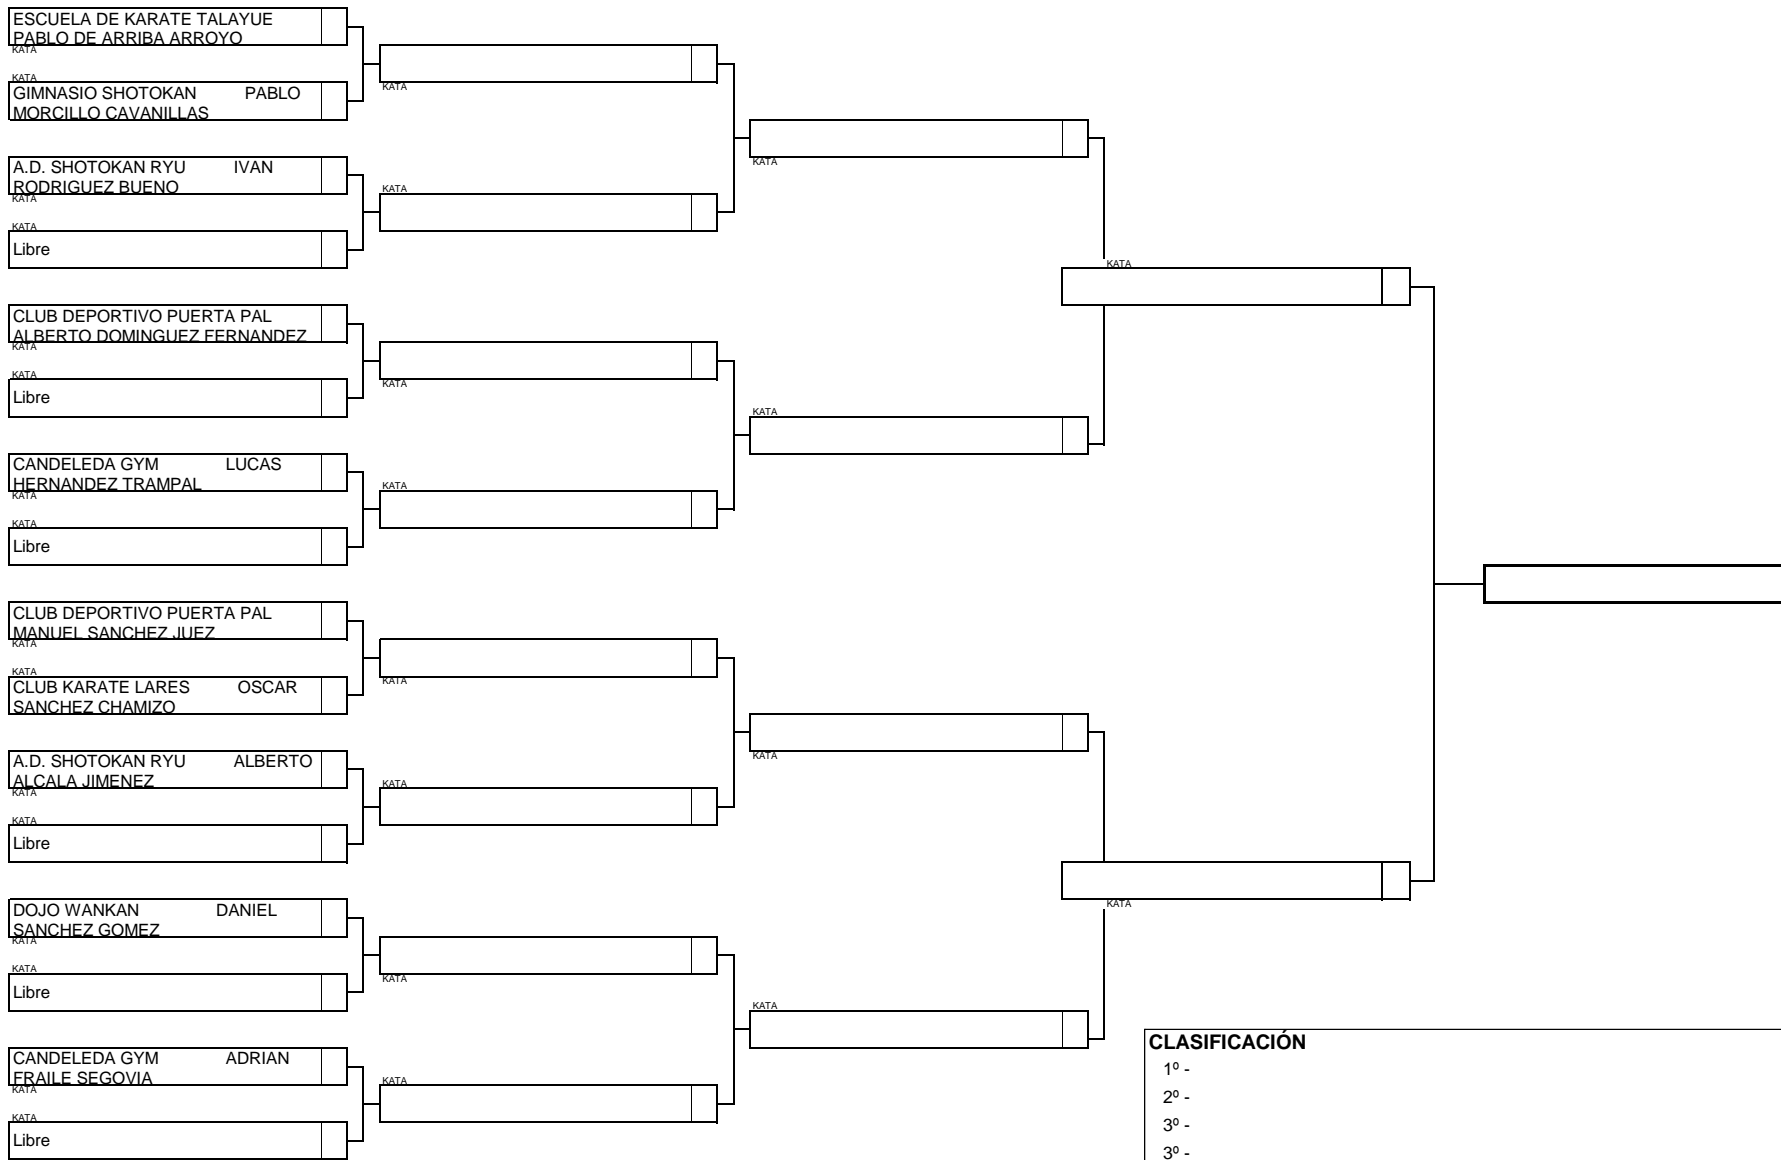 ESCUELA DE KARATE TALAYUE
PABLO DE ARRIBA ARROYO
KATA
KATA
GIMNASIO SHOTOKAN PABLO
MORCILLO CAVANILLAS
A.D. SHOTOKAN RYU IVAN
RODRIGUEZ BUENO
KATA
KATA
Libre
CLUB DEPORTIVO PUERTA PAL
ALBERTO DOMINGUEZ FERNANDEZ
KATA
KATA
Libre
CANDELEDA GYM LUCAS
HERNANDEZ TRAMPAL
KATA
KATA
Libre
CLUB DEPORTIVO PUERTA PAL
MANUEL SANCHEZ JUEZ
KATA
KATA
CLUB KARATE LARES OSCAR
SANCHEZ CHAMIZO
A.D. SHOTOKAN RYU ALBERTO
ALCALA JIMENEZ
KATA
KATA
Libre
DOJO WANKAN DANIEL
SANCHEZ GOMEZ
KATA
KATA
Libre
CANDELEDA GYM ADRIAN
FRAILE SEGOVIA
KATA
KATA
Libre
KATA
KATA
KATA
KATA
KATA
KATA
KATA
KATA
KATA
KATA
KATA
KATA
KATA
KATA
CLASIFICACIÓN
1º -
2º -
3º -
3º -